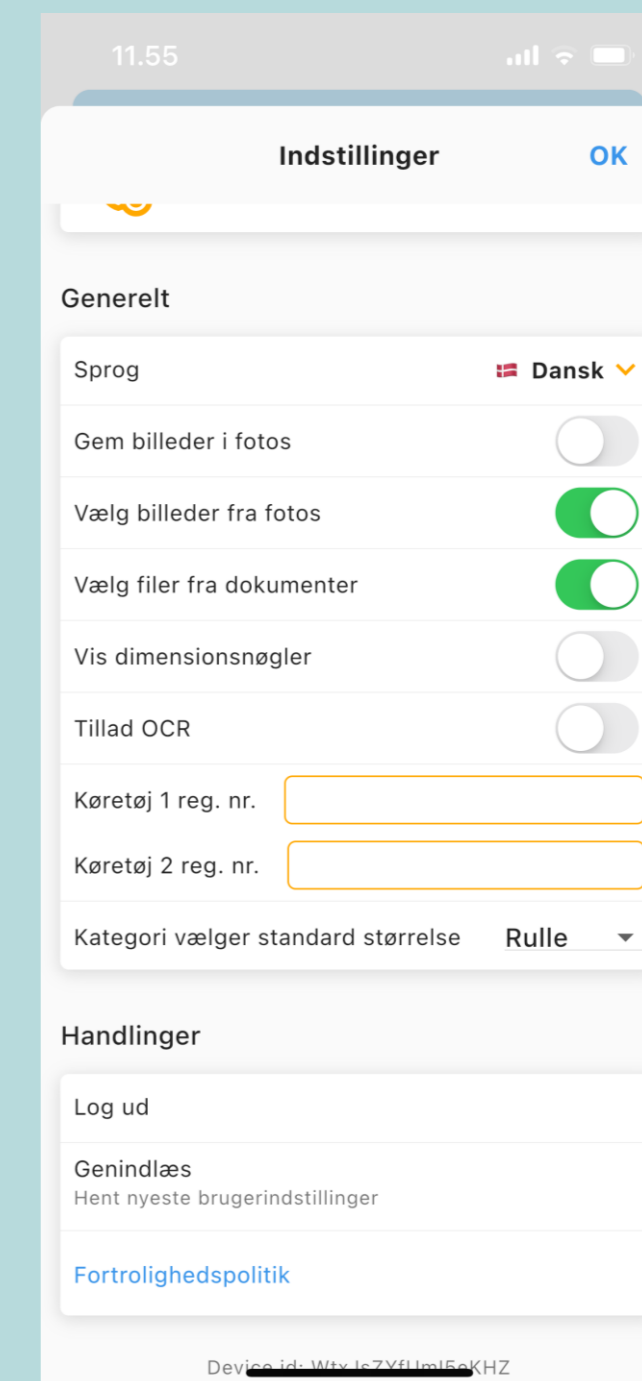 11.55
Indstillinger OK
Generelt
Sprog Dansk
Gem billeder i fotos
Vælg billeder fra fotos
Vælg filer fra dokumenter
Vis dimensionsnøgler
Tillad OCR
Køretøj 1 reg. nr.
Køretøj 2 reg. nr.
Kategori vælger standard størrelse Rulle
Handlinger
Log ud
Genindlæs
Hent nyeste brugerindstillinger
Fortrolighedspolitik
Device id: